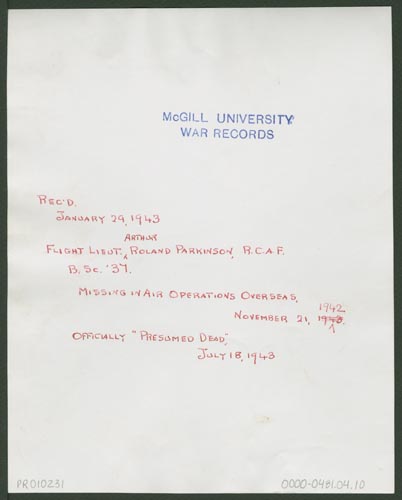 McGILL UNIVERSITY
WAR RECORDS
REC'D.
JANUARY 29, 1943
ARTHUR
FLIGHT LIEUT. ROLAND PARKINSON, R.C.A.F.
B. Sc. '37.
MISSING IN AIR OPERATIONS OVERSEAS,
1942
NOVEMBER 21, 1943.
OFFICIALLY "PRESUMED DEAD",
JULY 18, 1943
PR010231
0000-0481.04.10